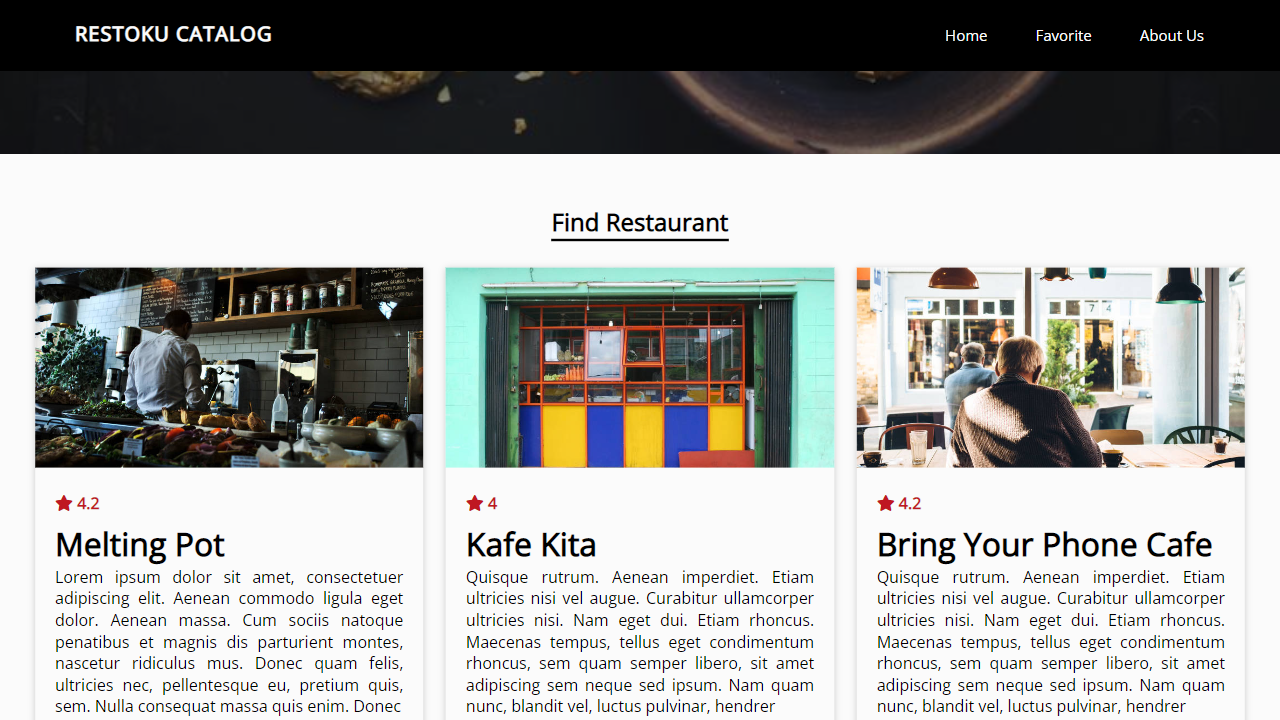 RESTOKU CATALOG
Home Favorite About Us
Find Restaurant
7 4
4.2
Melting Pot
Lorem ipsum dolor sit amet, consectetuer
adipiscing elit. Aenean commodo ligula eget
dolor. Aenean massa. Cum sociis natoque
penatibus et magnis dis parturient montes,
nascetur ridiculus mus. Donec quam felis,
ultricies nec, pellentesque eu, pretium quis,
sem. Nulla consequat massa quis enim. Donec
4
Kafe Kita
Quisque rutrum. Aenean imperdiet. Etiam
ultricies nisi vel augue. Curabitur ullamcorper
ultricies nisi. Nam eget dui. Etiam rhoncus.
Maecenas tempus, tellus eget condimentum
rhoncus, sem quam semper libero, sit amet
adipiscing sem neque sed ipsum. Nam quam
nunc, blandit vel, luctus pulvinar, hendrer
4.2
Bring Your Phone Cafe
Quisque rutrum. Aenean imperdiet. Etiam
ultricies nisi vel augue. Curabitur ullamcorper
ultricies nisi. Nam eget dui. Etiam rhoncus.
Maecenas tempus, tellus eget condimentum
rhoncus, sem quam semper libero, sit amet
adipiscing sem neque sed ipsum. Nam quam
nunc, blandit vel, luctus pulvinar, hendrer